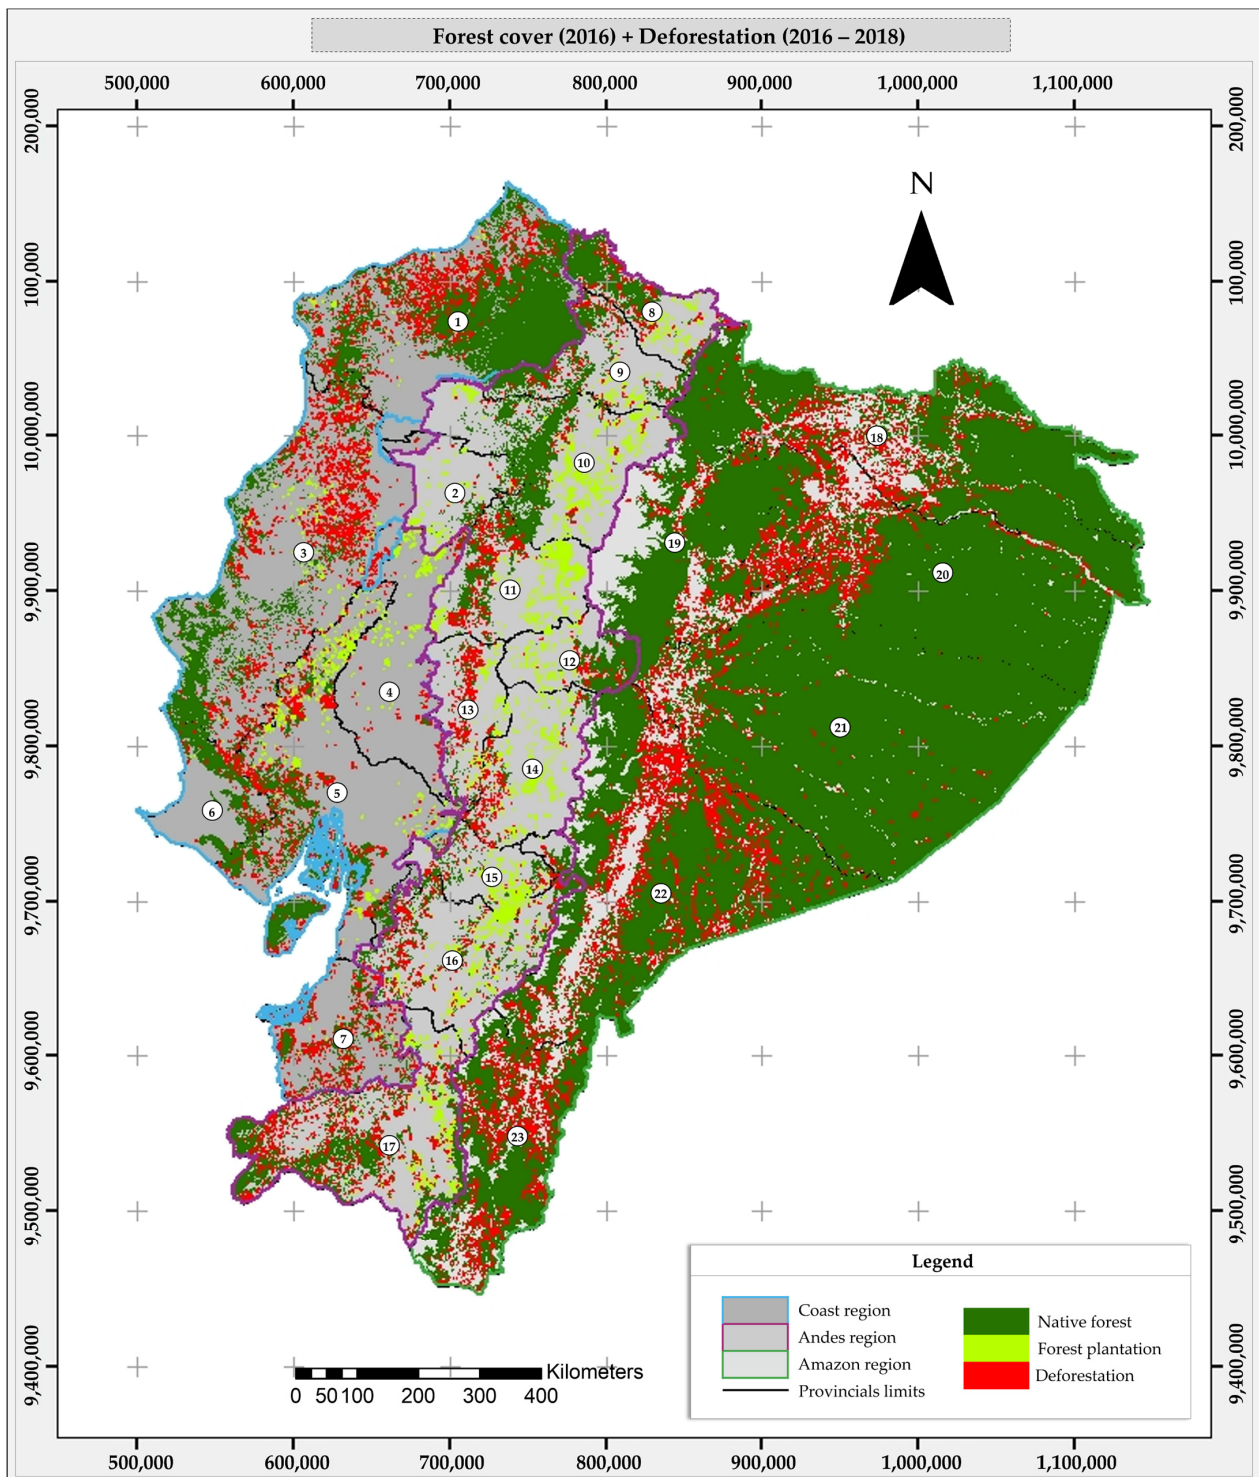 Forest cover (2016) + Deforestation (2016 – 2018)
500,000 600,000 700,000 800,000 900,000 1,000,000 1,100,000
200,000 200,000
N
100,000 100,000
1
8
9
10,000,000 10,000,000
18
10
2
19
3
20
9,900,000 9,900,000
11
12
4
13
21
9,800,000 9,800,000
14
5
6
15
22
9,700,000 9,700,000
16
7
9,600,000 9,600,000
23
17
9,500,000 9,500,000
Legend
Coast region
Native forest
Andes region
Forest plantation
Amazon region
Deforestation
Provincials limits
9,400,000 9,400,000
Kilometers
0 50 100 200 300 400
500,000 600,000 700,000 800,000 900,000 1,000,000 1,100,000